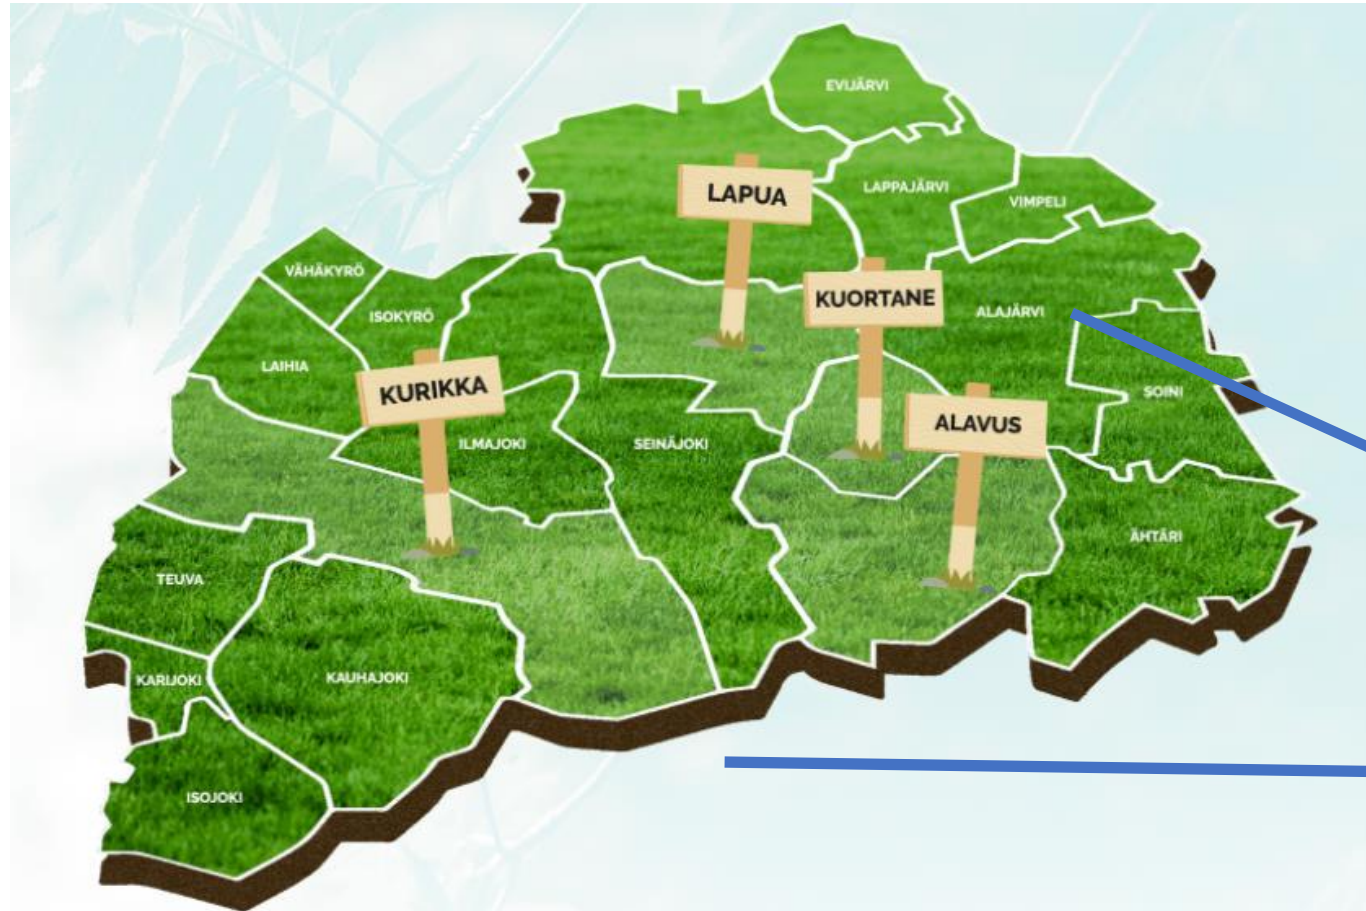 EVIJÄRVI
LAPUA
LAPPAJÄRVI
VIMPELI
VÄHÄKYRÖ
ISOKYRÖ
KUORTANE
ALAJÄRVI
LAIHIA
KURIKKA
SOINI
ILMAJOKI
SEINÄJOKI
ALAVUS
ÄHTÄRI
TEUVA
KARIJOKI
KAUHAJOKI
ISOJOKI